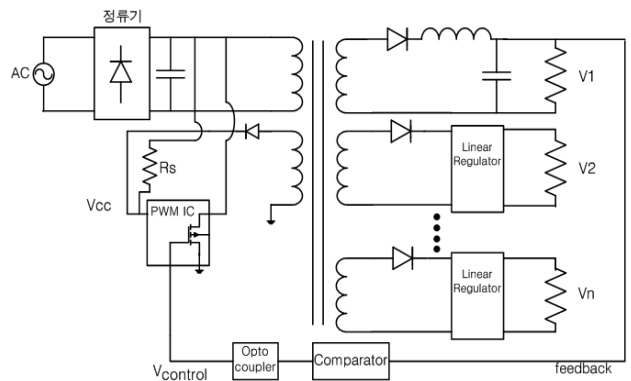 정류기
AC
Rs
Vcc
PWM IC
V1
Linear
Regulator
V2
Linear
Regulator
Vn
Opto
coupler
Comparator
Vcontrol
feedback